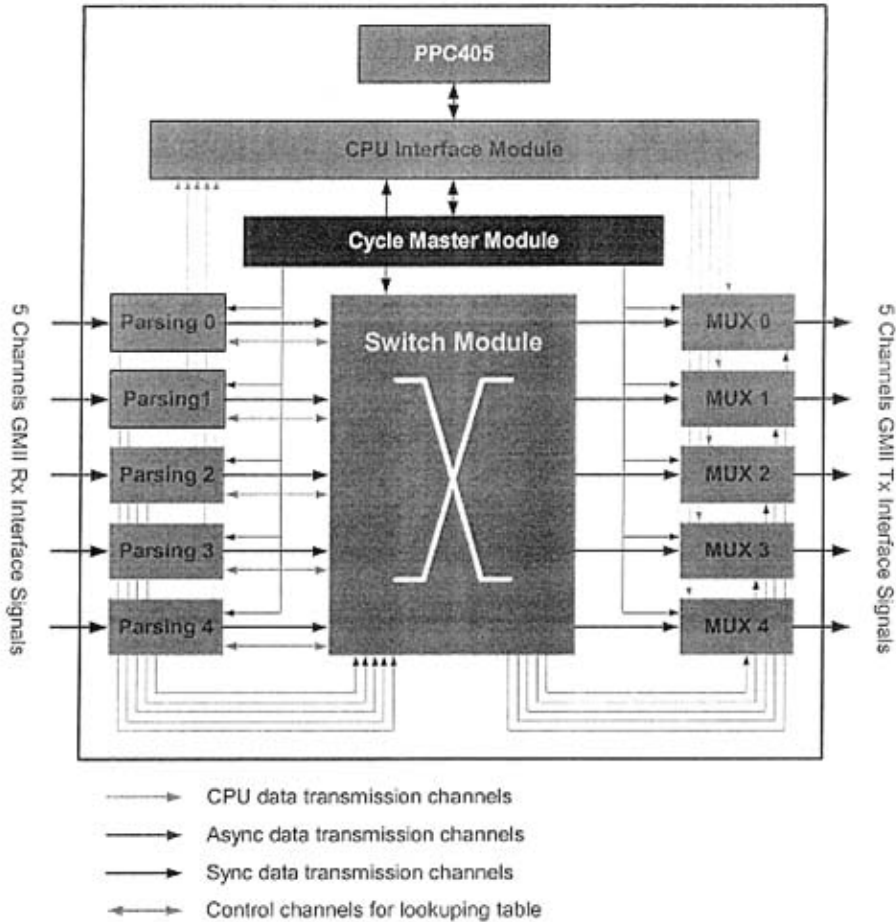 PPC405
CPU Interface Module
Cycle Master Module
5 Channels GMII Rx Interface Signals
Parsing 0
Parsing1
Parsing 2
Parsing 3
Parsing 4
Switch Module
MUX 0
MUX 1
MUX 2
MUX 3
MUX 4
5 Channels GMII Tx Interface Signals
CPU data transmission channels
Async data transmission channels
Sync data transmission channels
Control channels for lookuping table